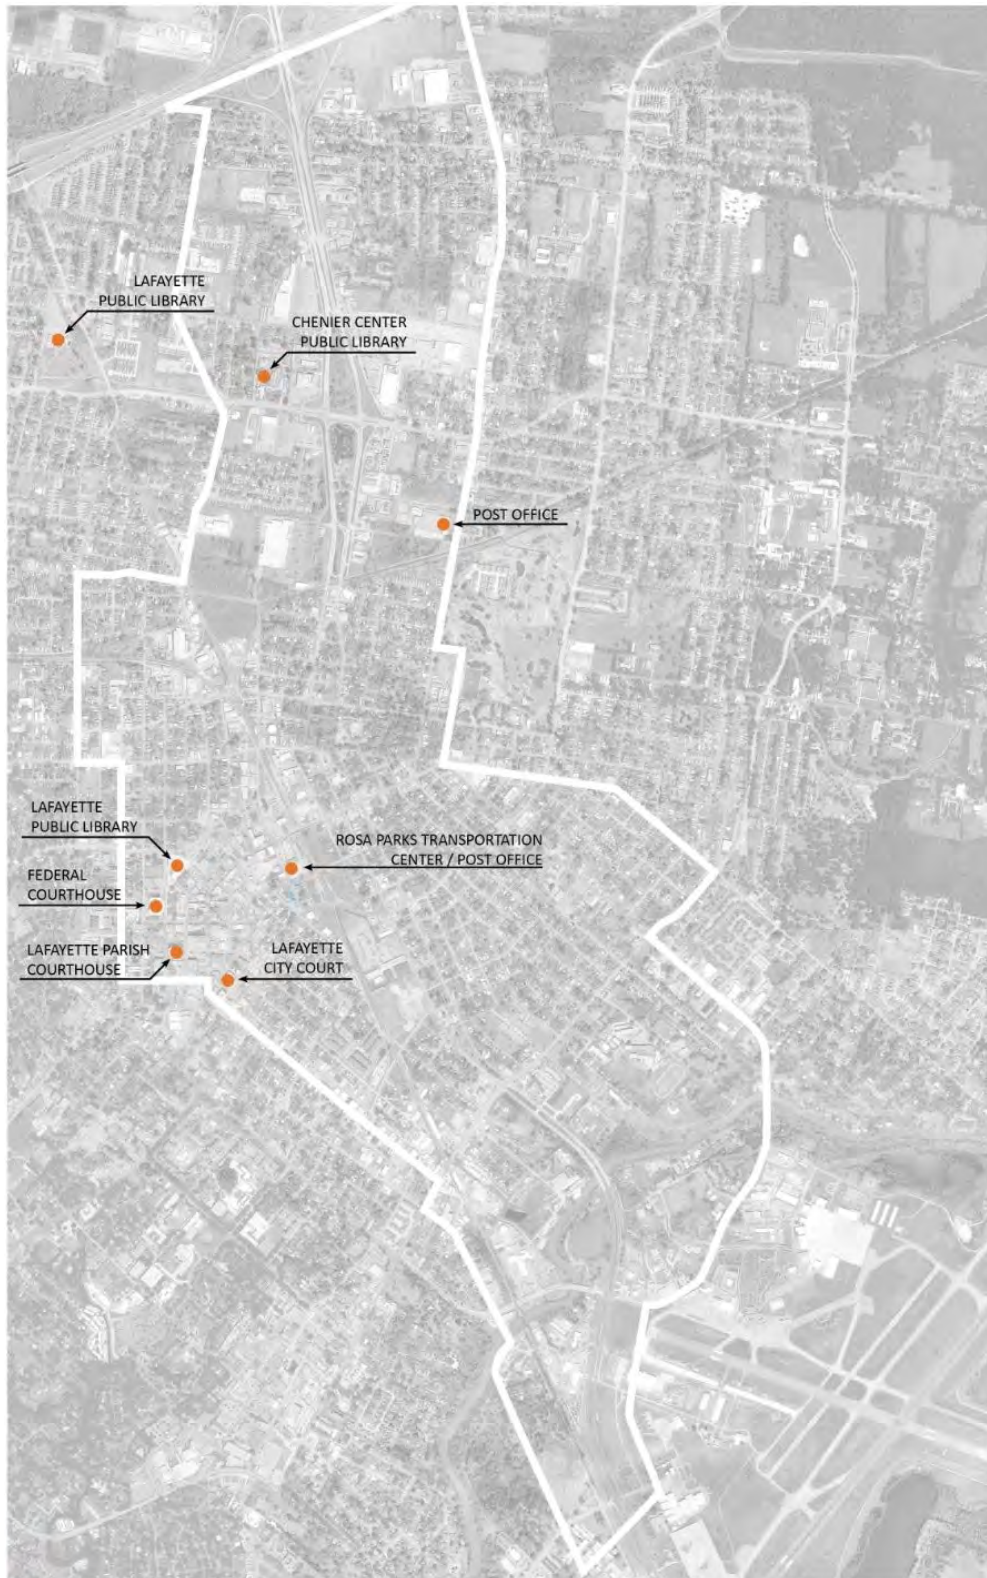 LAFAYETTE
PUBLIC LIBRARY
CHENIER CENTER
PUBLIC LIBRARY
POST OFFICE
LAFAYETTE
PUBLIC LIBRARY
ROSA PARKS TRANSPORTATION
CENTER / POST OFFICE
FEDERAL
COURTHOUSE
LAFAYETTE PARISH
COURTHOUSE
LAFAYETTE
CITY COURT